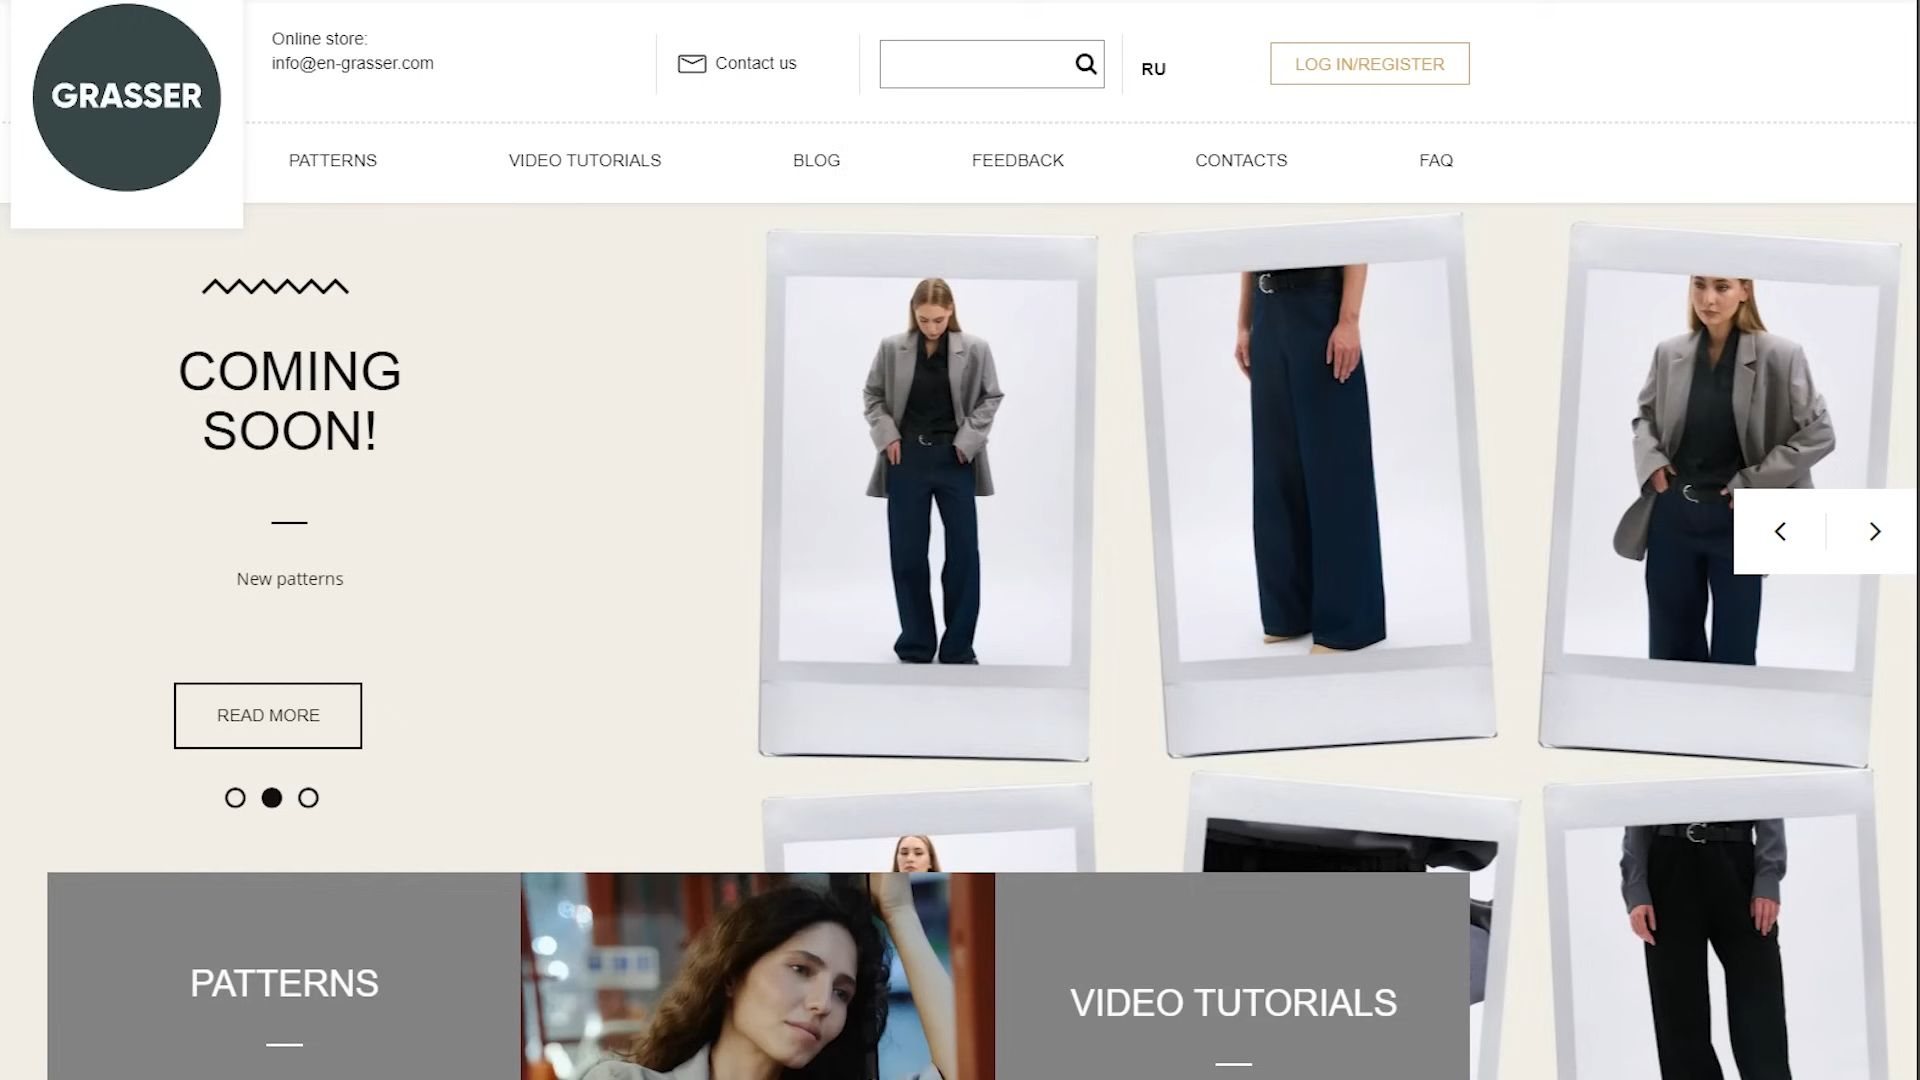 GRASSER
Online store:
info@en-grasser.com
Contact us
RU
LOG IN/REGISTER
PATTERNS
VIDEO TUTORIALS
BLOG
FEEDBACK
CONTACTS
FAQ
COMING
SOON!
New patterns
READ MORE
PATTERNS
VIDEO TUTORIALS